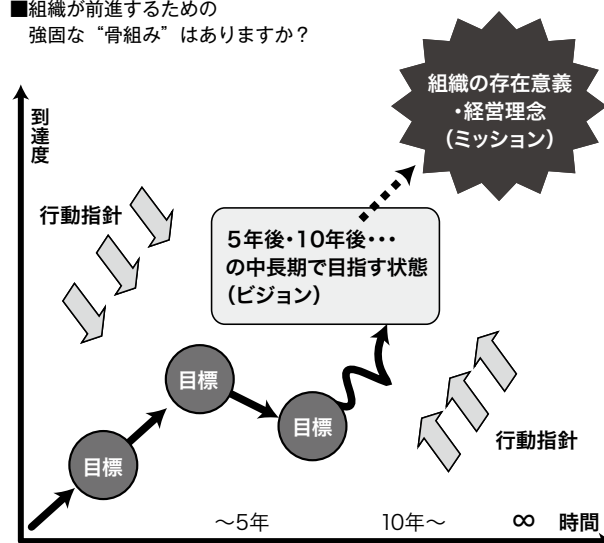 ■組織が前進するための
強固な“骨組み”はありますか？
組織の存在意義
・経営理念
（ミッション）
到達度
行動指針
5年後・10年後・・・
の中長期で目指す状態
（ビジョン）
目標
目標
目標
行動指針
～5年
10年～
∞
時間